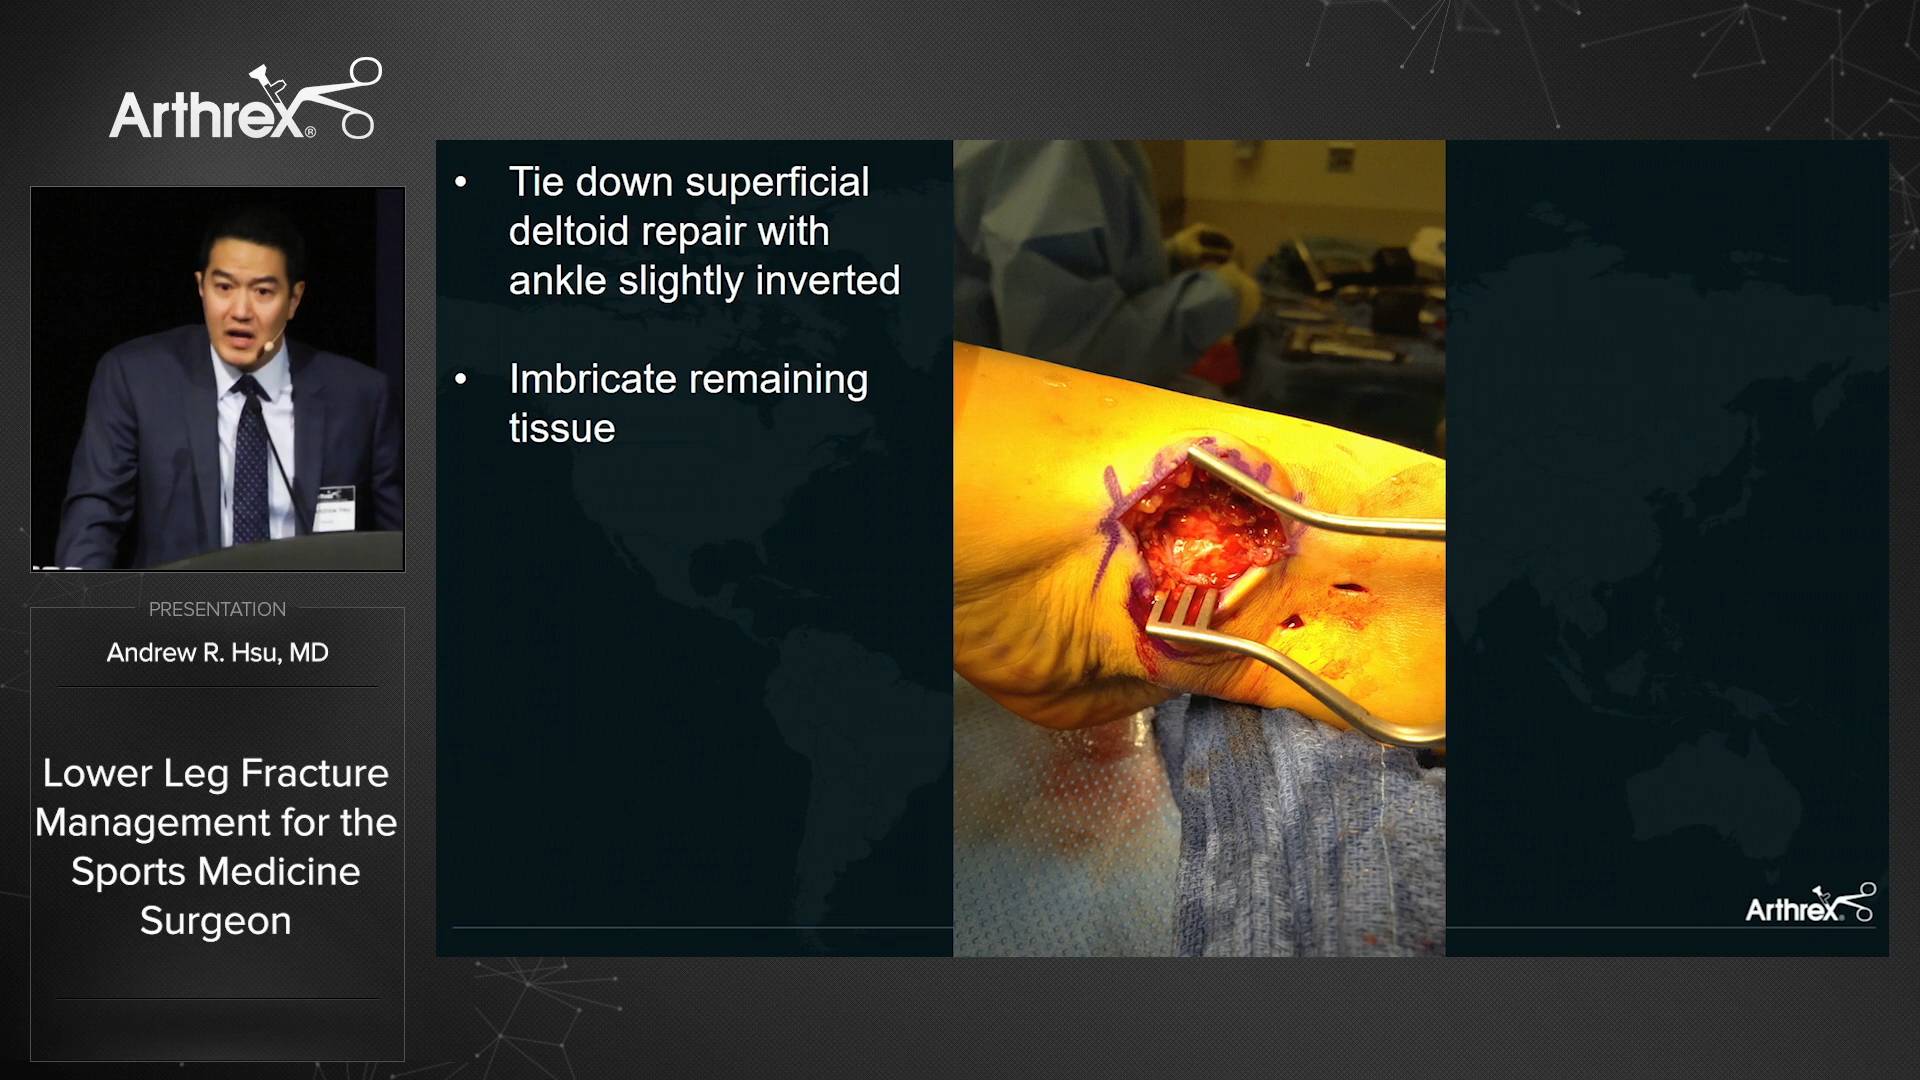 Arthrex®
PRESENTATION
Andrew R. Hsu, MD
Lower Leg Fracture
Management for the
Sports Medicine
Surgeon
• Tie down superficial
deltoid repair with
ankle slightly inverted
• Imbricate remaining
tissue
Arthrex®